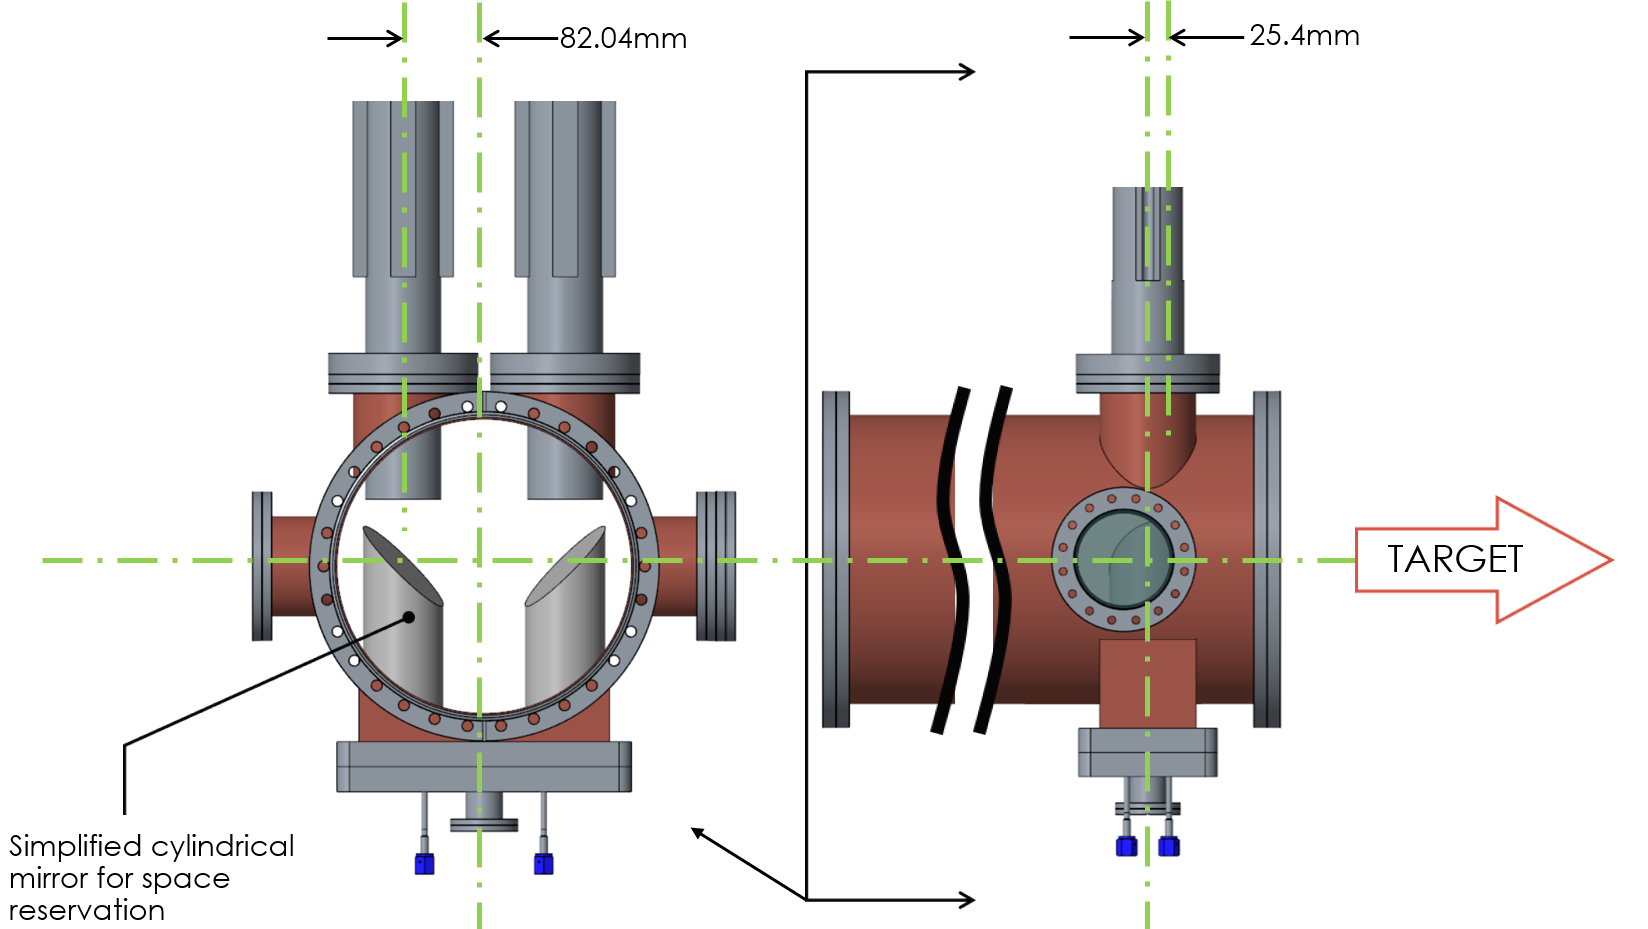 82.04mm
25.4mm
TARGET
Simplified cylindrical
mirror for space
reservation